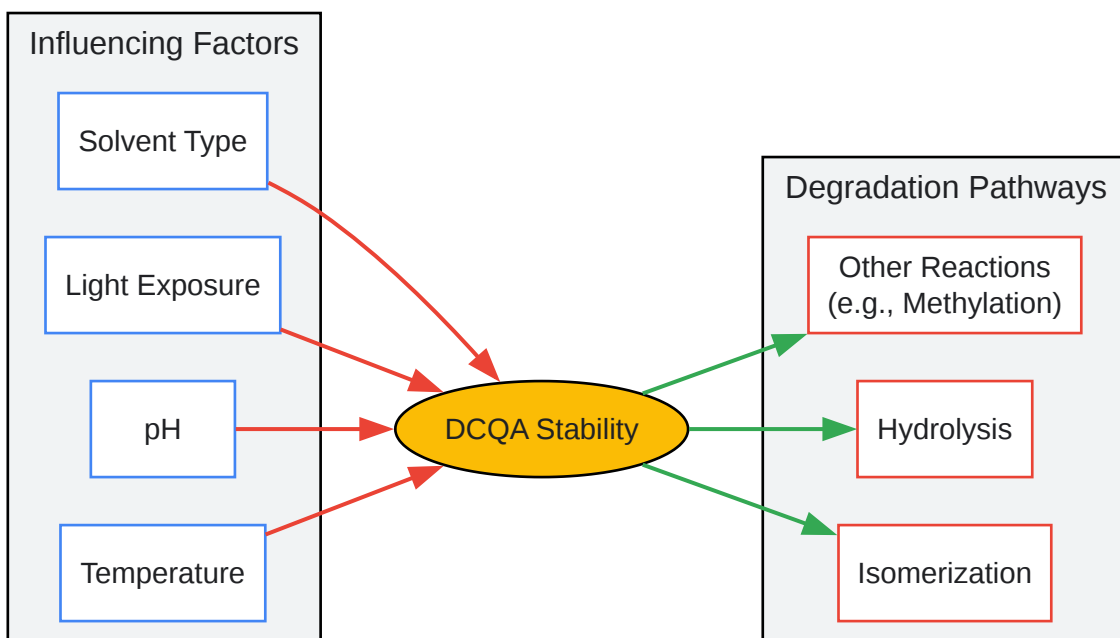 Influencing Factors
Solvent Type
Light Exposure
pH
Temperature
DCQA Stability
Degradation Pathways
Other Reactions
(e.g., Methylation)
Hydrolysis
Isomerization